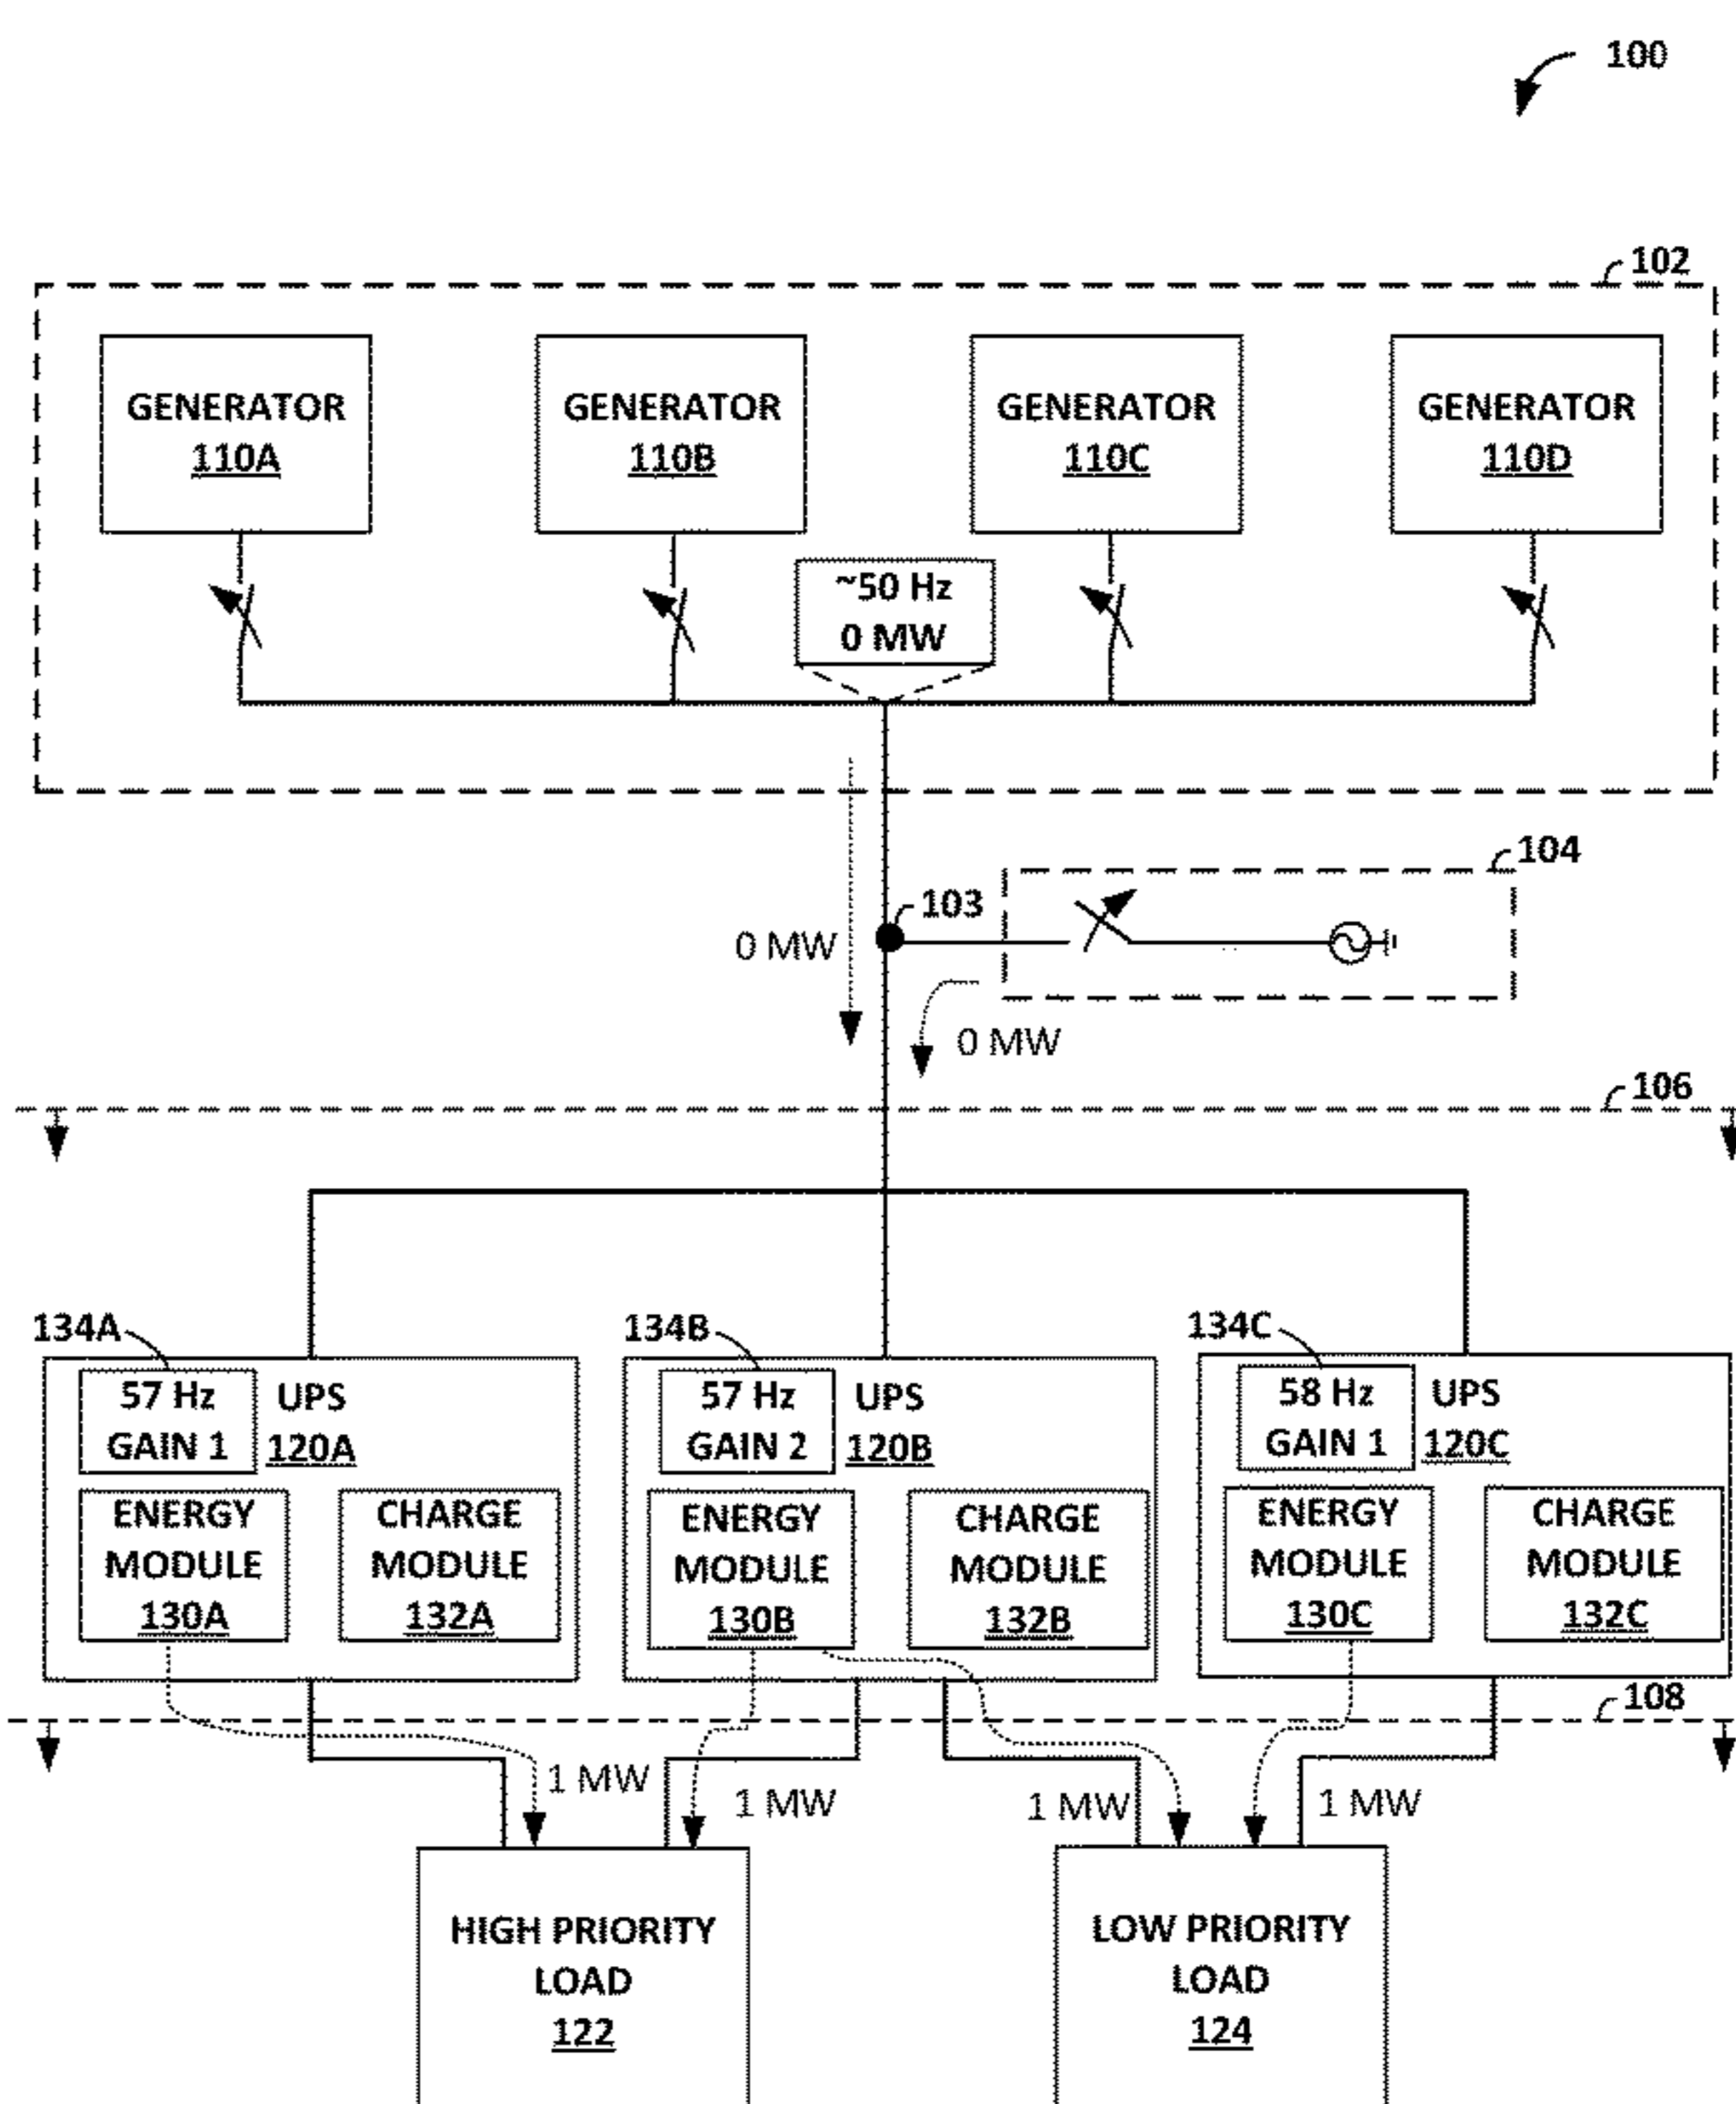 100
102
GENERATOR
110A
GENERATOR
110B
GENERATOR
110C
GENERATOR
110D
~50 Hz
0 MW
104
103
0 MW
0 MW
106
134A
134B
134C
57 Hz
GAIN 1
UPS
120A
ENERGY
MODULE
130A
CHARGE
MODULE
132A
57 Hz
GAIN 2
UPS
120B
ENERGY
MODULE
130B
CHARGE
MODULE
132B
58 Hz
GAIN 1
UPS
120C
ENERGY
MODULE
130C
CHARGE
MODULE
132C
108
1 MW
1 MW
1 MW
1 MW
HIGH PRIORITY
LOAD
122
LOW PRIORITY
LOAD
124